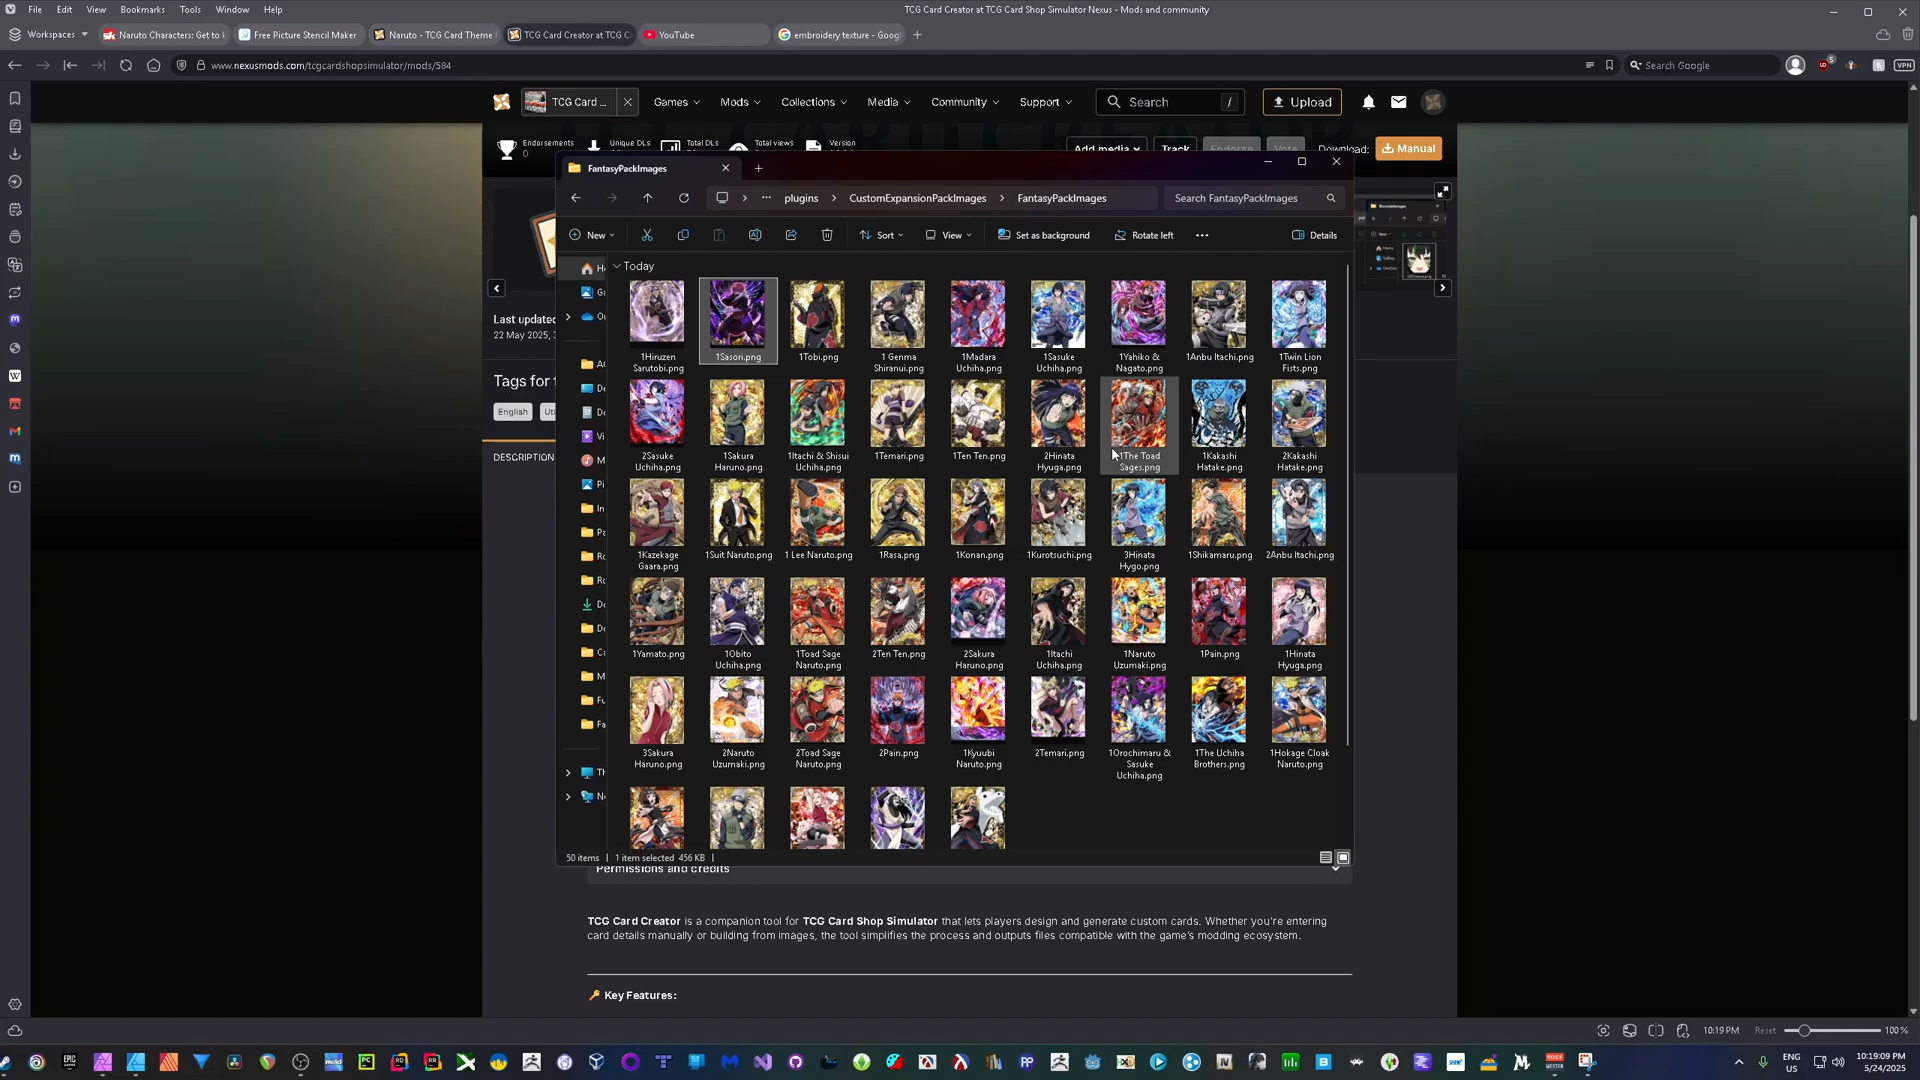 File Edit View Bookmarks Tools Window Help
TCG Card Creator at TCG Card Shop Simulator Nexus - Mods and community
Workspaces
Naruto Characters: Get to k
Free Picture Stencil Maker
Naruto - TCG Card Theme
TCG Card Creator at TCG C
YouTube
embroidery texture - Googl
www.nexusmods.com/tcgcardshopsimulator/mods/584
Search Google
VPN
TCG Card ...
Games
Mods
Collections
Media
Community
Support
Search /
Upload
Endorsements
0
Unique DLs
Total DLs
Total views
Version
Add media
Track
Endorse
Vote
Download:
Manual
FantasyPackImages
plugins
CustomExpansionPackImages
FantasyPackImages
Search FantasyPackImages
New
Sort
View
Set as background
Rotate left
Details
Last updated
22 May 2025, 3
Tags for t
English
Uti
DESCRIPTION
Today
1Hiruzen Sarutobi.png
1Sasori.png
1Tobi.png
1 Genma Shiranui.png
1Madara Uchiha.png
1Sasuke Uchiha.png
1Yahiko & Nagato.png
1Anbu Itachi.png
1Twin Lion Fists.png
2Sasuke Uchiha.png
1Sakura Haruno.png
1Itachi & Shisui Uchiha.png
1Temari.png
1Ten Ten.png
2Hinata Hyuga.png
1The Toad Sages.png
1Kakashi Hatake.png
2Kakashi Hatake.png
1Kazekage Gaara.png
1Suit Naruto.png
1 Lee Naruto.png
1Rasa.png
1Konan.png
1Kurotsuchi.png
3Hinata Hygo.png
1Shikamaru.png
2Anbu Itachi.png
1Yamato.png
1Obito Uchiha.png
1Toad Sage Naruto.png
2Ten Ten.png
2Sakura Haruno.png
1Itachi Uchiha.png
1Naruto Uzumaki.png
1Pain.png
1Hinata Hyuga.png
3Sakura Haruno.png
2Naruto Uzumaki.png
2Toad Sage Naruto.png
2Pain.png
1Kyuubi Naruto.png
2Temari.png
1Orochimaru & Sasuke Uchiha.png
1The Uchiha Brothers.png
1Hokage Cloak Naruto.png
50 items
1 item selected 456 KB
Permissions and credits
TCG Card Creator is a companion tool for TCG Card Shop Simulator that lets players design and generate custom cards. Whether you're entering
card details manually or building from images, the tool simplifies the process and outputs files compatible with the game's modding ecosystem.
Key Features:
10:19 PM
Reset
100%
ENG
US
10:19:09 PM
5/24/2025